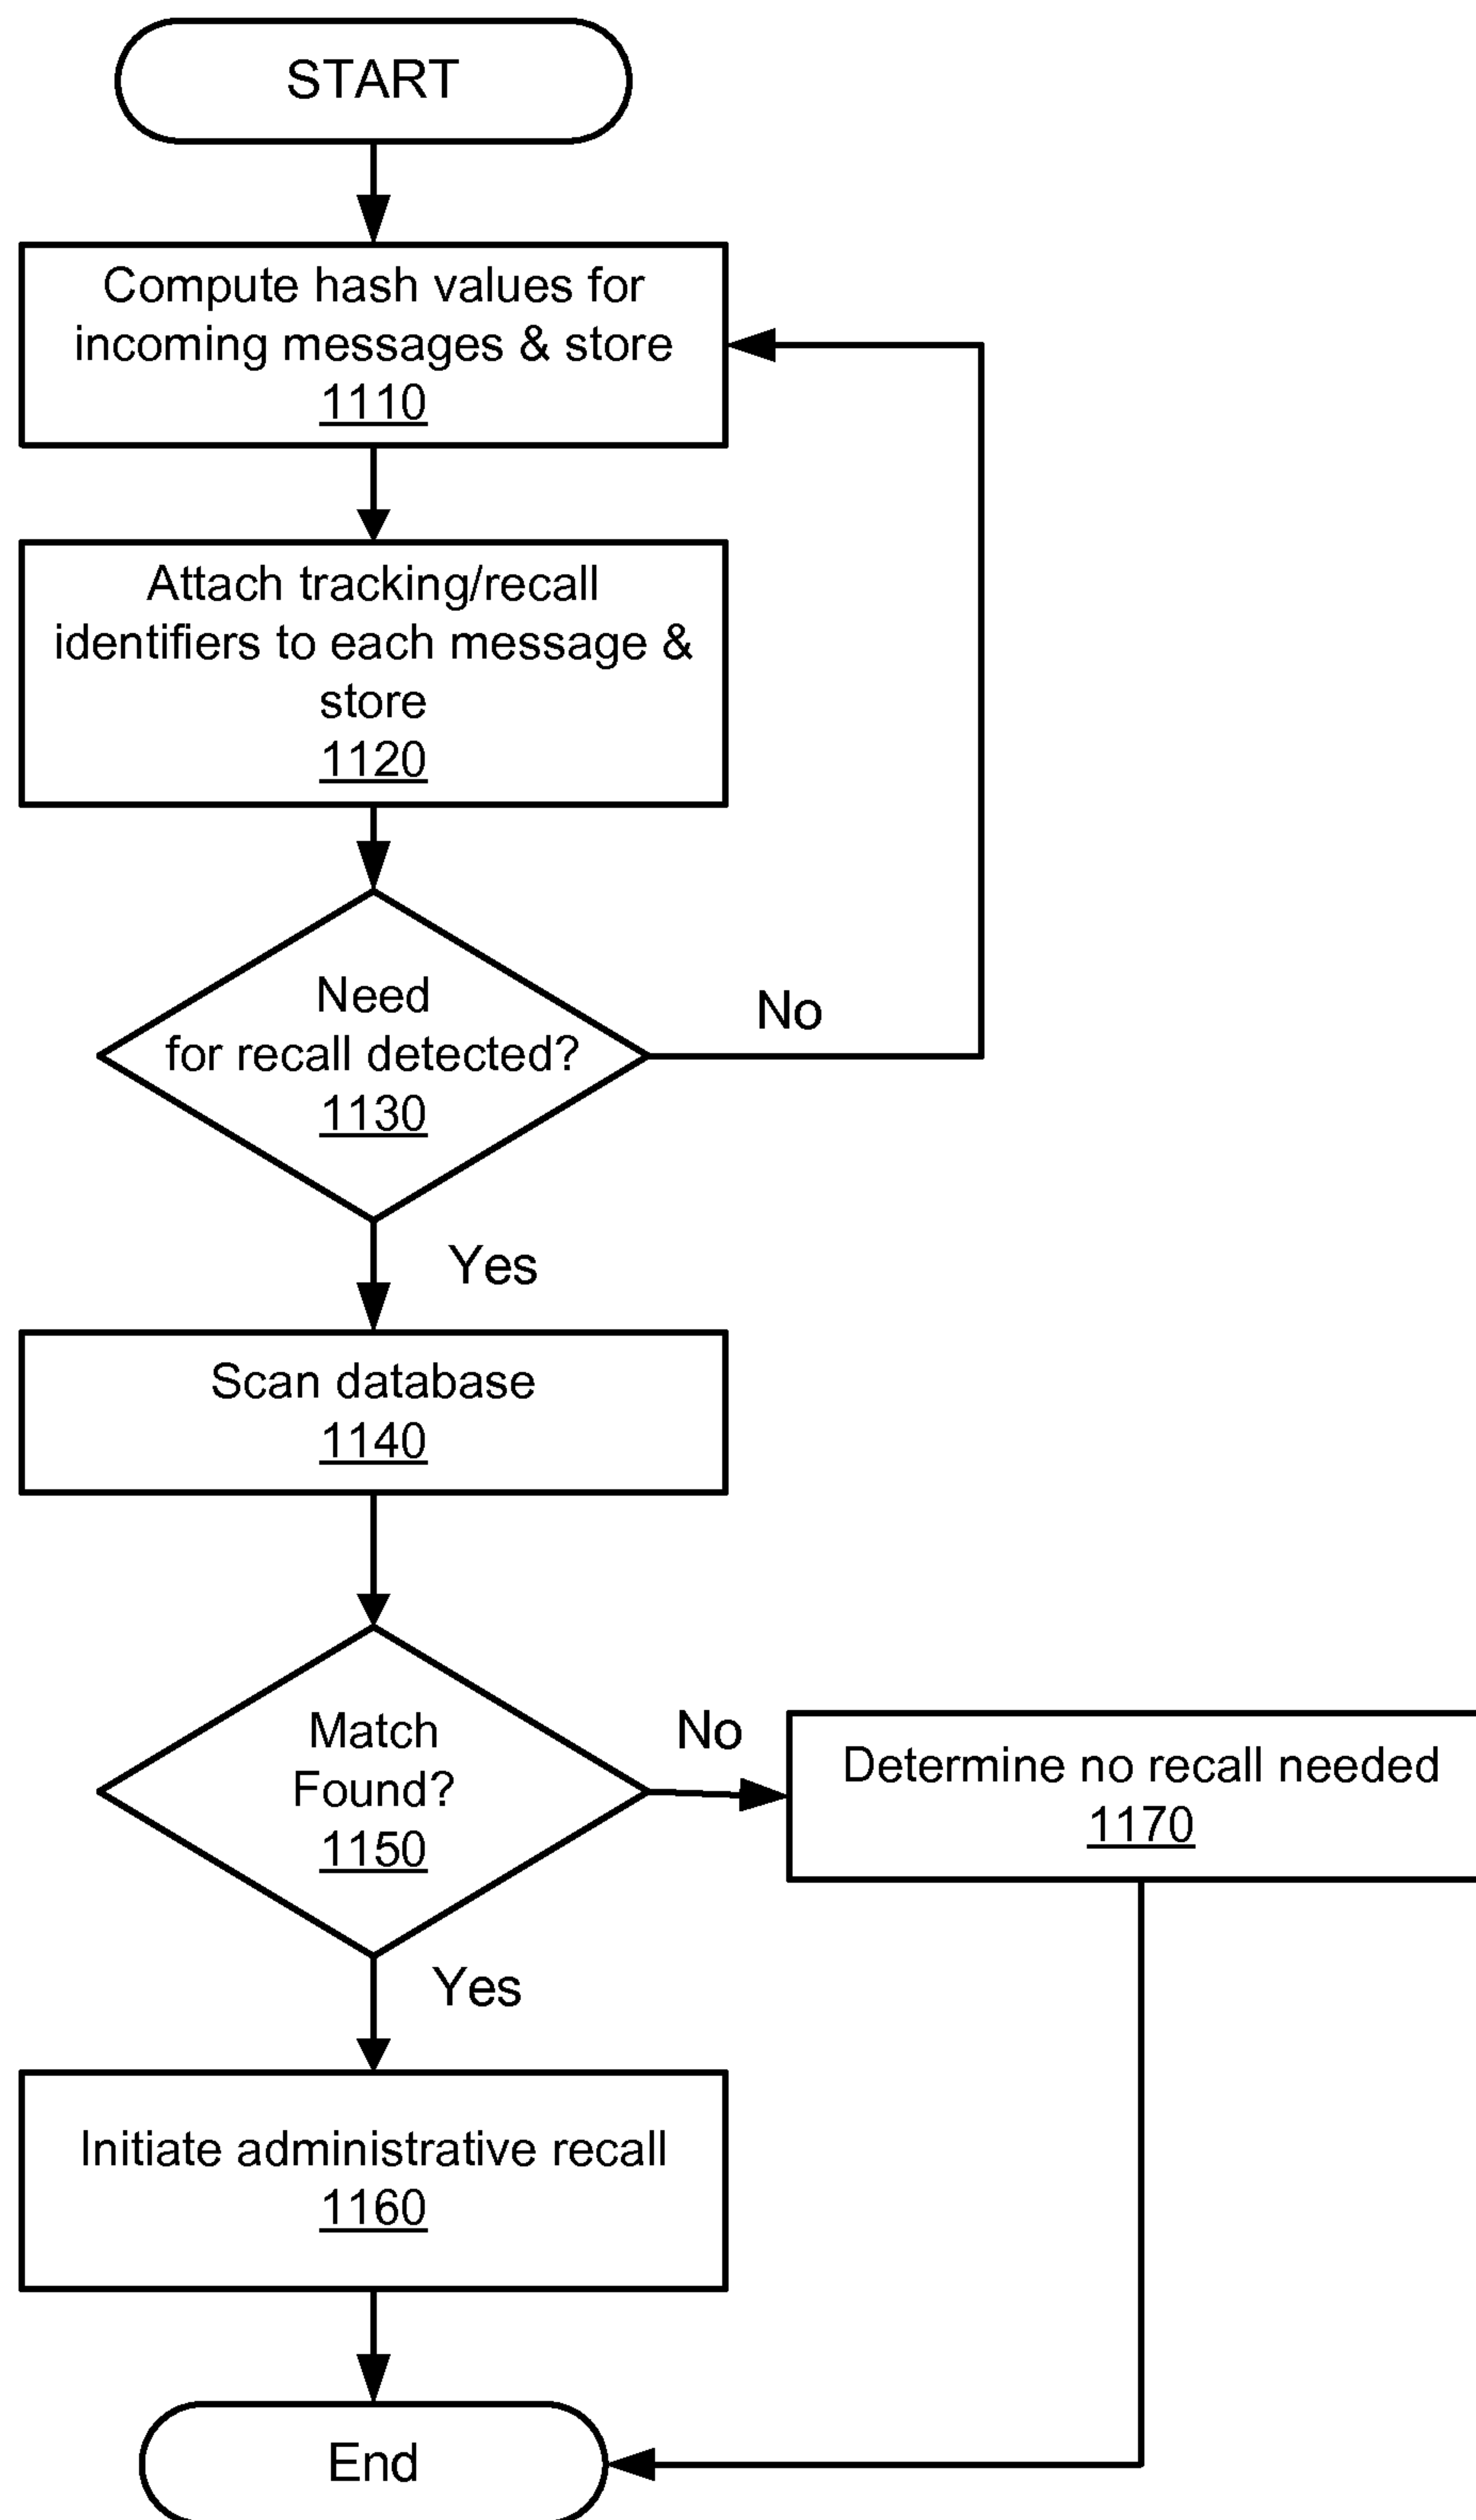 START
Compute hash values for
incoming messages & store
1110
Attach tracking/recall
identifiers to each message &
store
1120
Need
for recall detected?
1130
No
Yes
Scan database
1140
Match
Found?
1150
No
Determine no recall needed
1170
Yes
Initiate administrative recall
1160
End